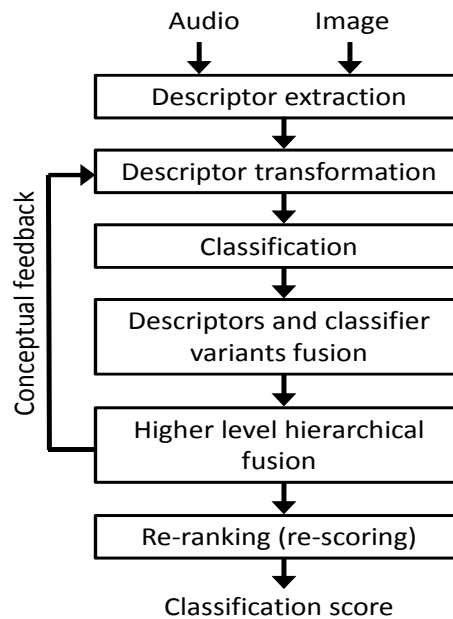 Audio Image
Descriptor extraction
Descriptor transformation
Classification
Descriptors and classifier
variants fusion
Higher level hierarchical
fusion
Re-ranking (re-scoring)
Classification score
Conceptual feedback